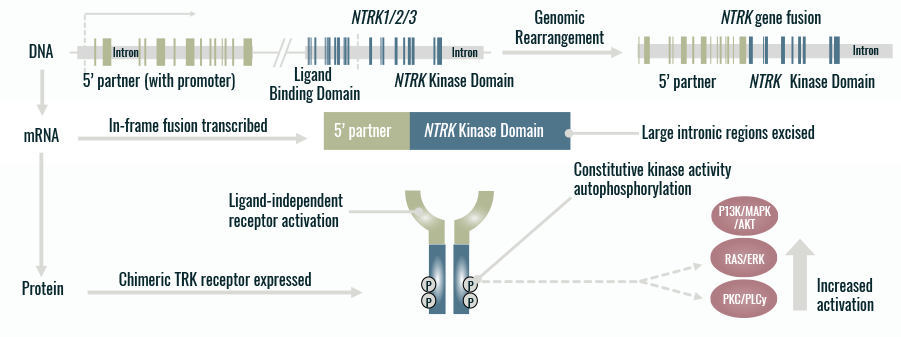 NTRK1/2/3
Genomic
Rearrangement
NTRK gene fusion
DNA
Intron
Intron
Intron
5’ partner (with promoter)
Ligand
Binding Domain
NTRK Kinase Domain
5’ partner
NTRK Kinase Domain
mRNA
In-frame fusion transcribed
5’ partner
NTRK Kinase Domain
Large intronic regions excised
Constitutive kinase activity
autophosphorylation
Ligand-independent
receptor activation
P13K/MAPK
/AKT
RAS/ERK
PKC/PLCy
Increased
activation
Protein
Chimeric TRK receptor expressed
P
P
P
P